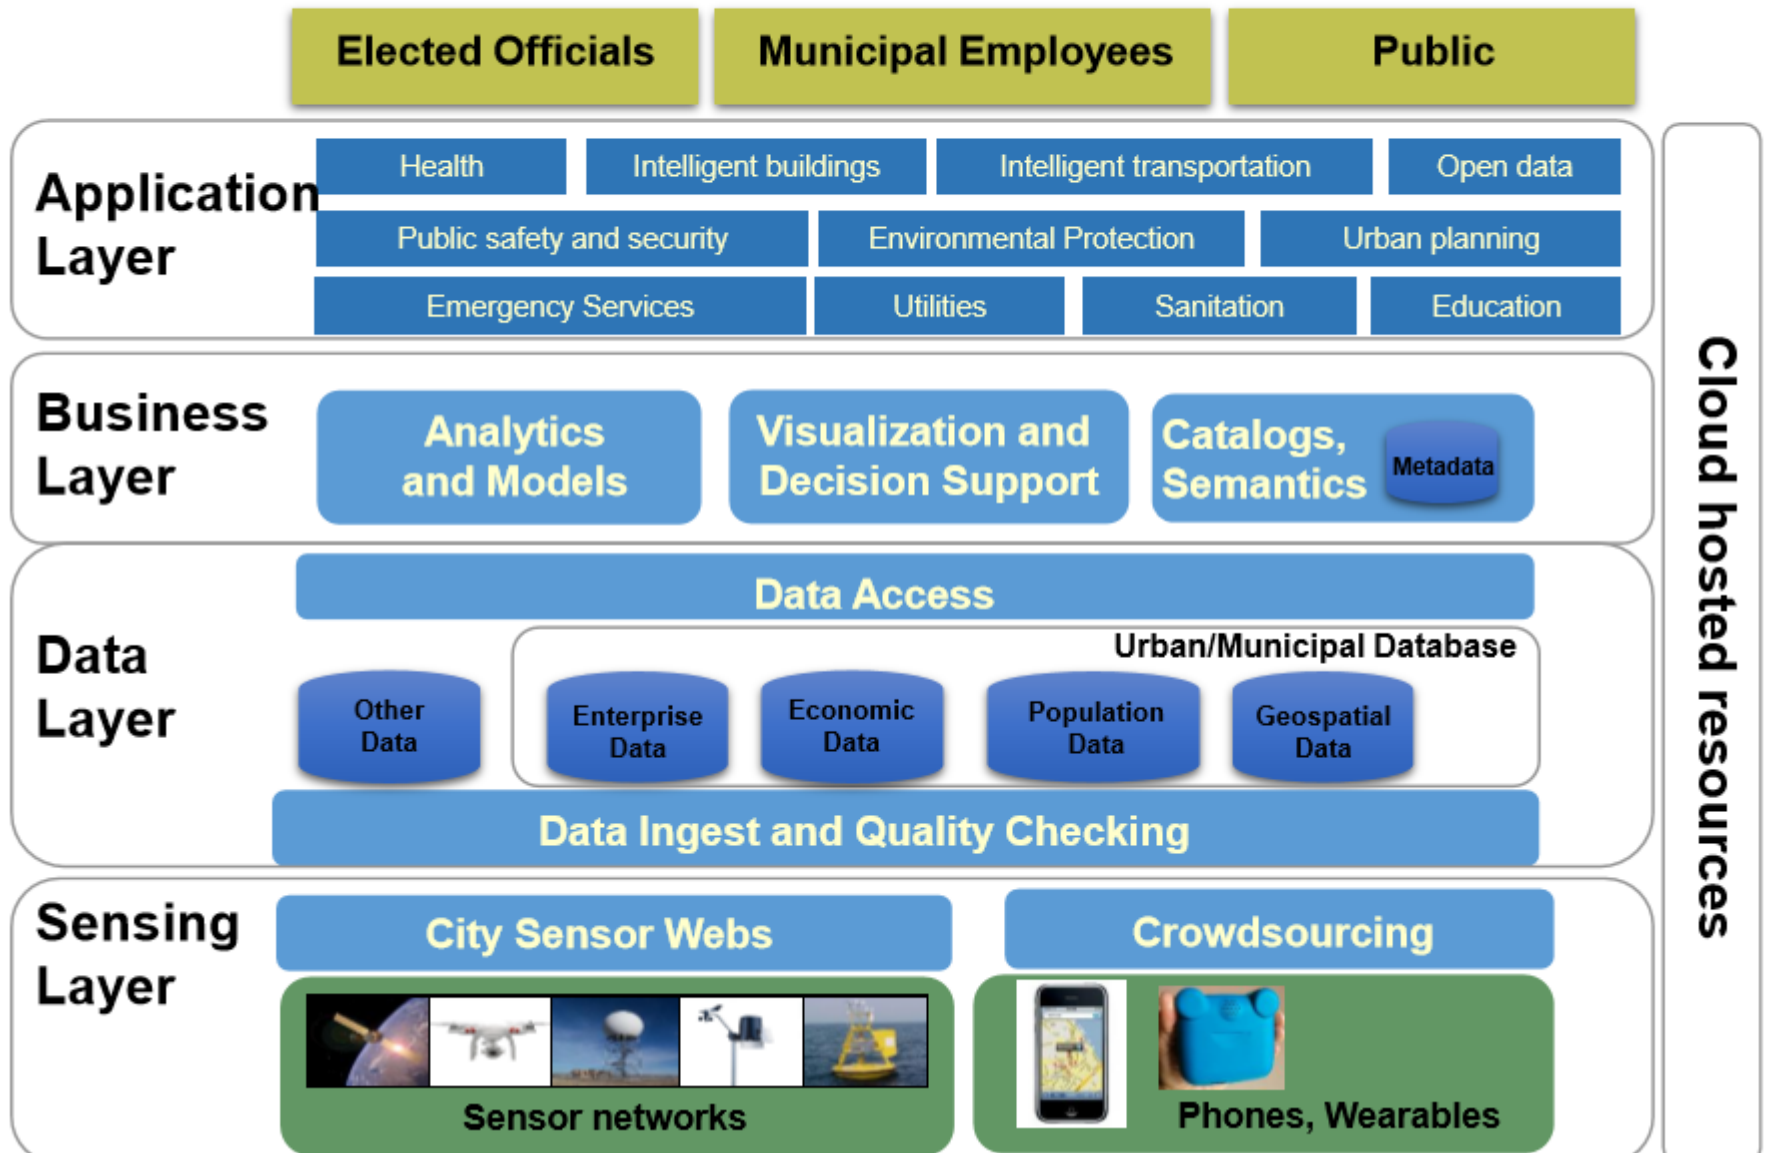 Elected Officials
Municipal Employees
Public
Application
Layer
Health
Intelligent buildings
Intelligent transportation
Open data
Public safety and security
Environmental Protection
Urban planning
Emergency Services
Utilities
Sanitation
Education
Business
Layer
Analytics
and Models
Visualization and
Decision Support
Catalogs,
Semantics
Metadata
Data
Layer
Data Access
Urban/Municipal Database
Other
Data
Enterprise
Data
Economic
Data
Population
Data
Geospatial
Data
Data Ingest and Quality Checking
Sensing
Layer
City Sensor Webs
Crowdsourcing
Sensor networks
Phones, Wearables
Cloud hosted resources